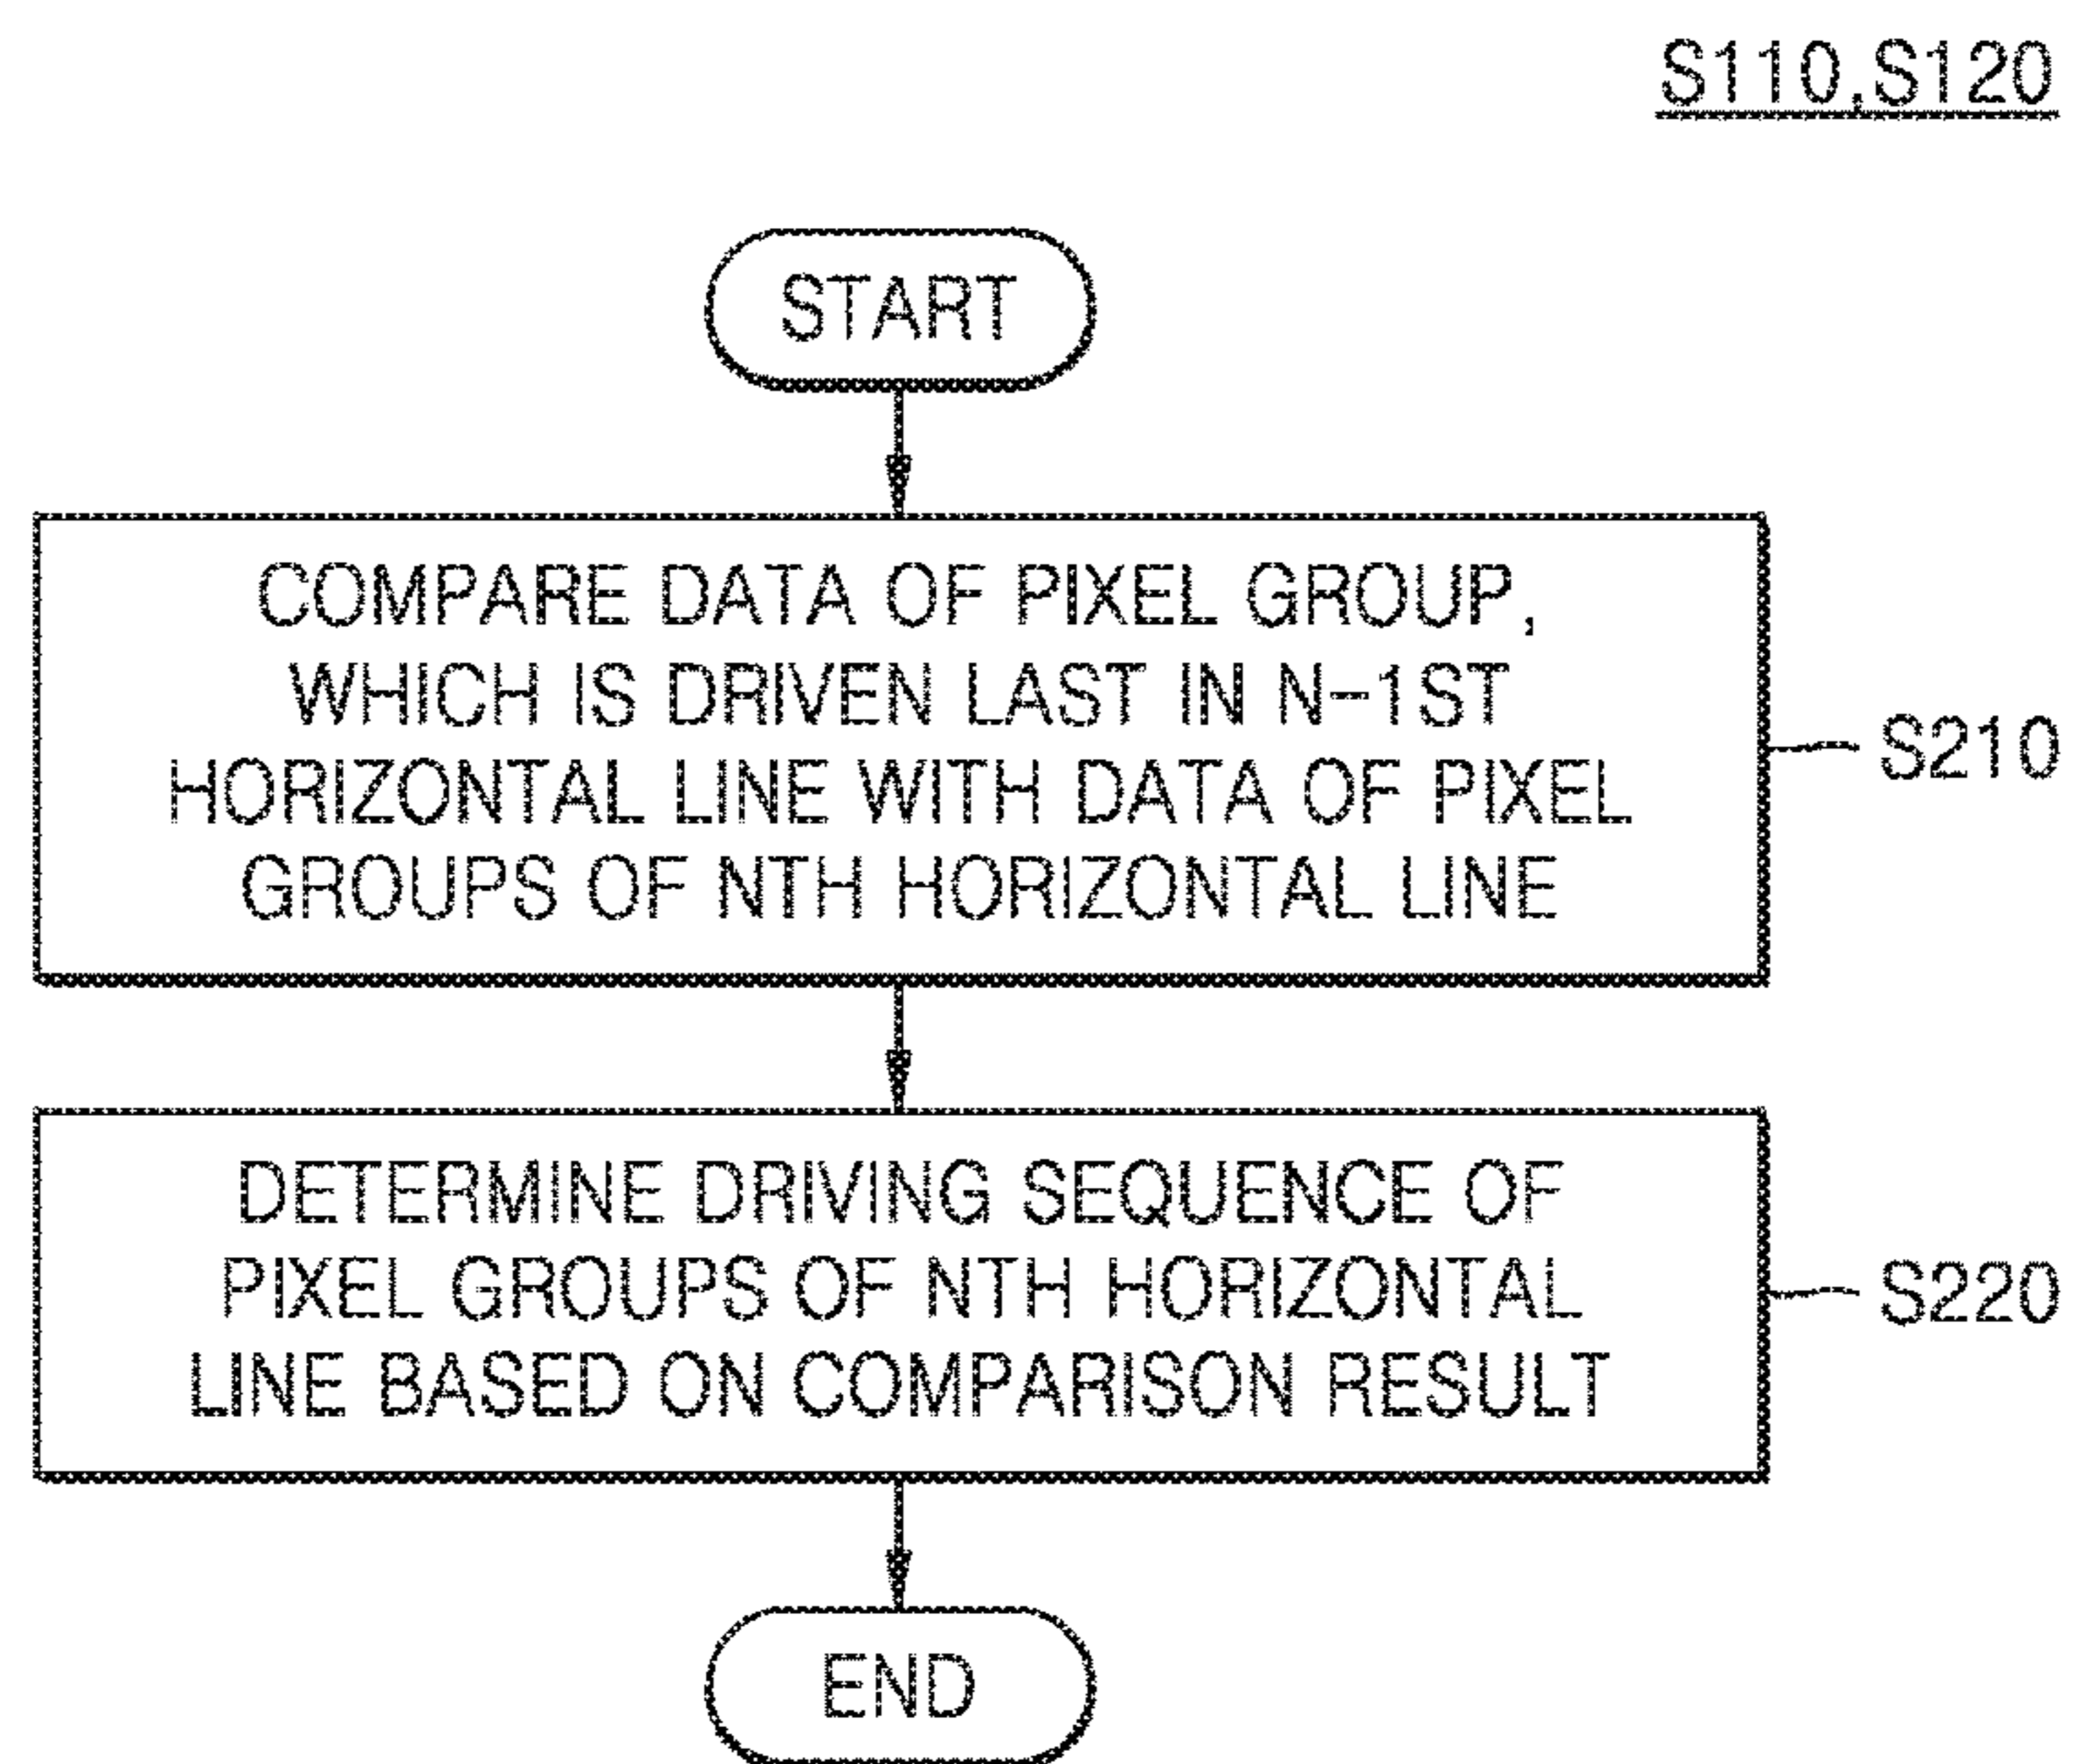 S110,S120
START
COMPARE DATA OF PIXEL GROUP,
WHICH IS DRIVEN LAST IN N-1ST
HORIZONTAL LINE WITH DATA OF PIXEL
GROUPS OF NTH HORIZONTAL LINE
S210
DETERMINE DRIVING SEQUENCE OF
PIXEL GROUPS OF NTH HORIZONTAL
LINE BASED ON COMPARISON RESULT
S220
END